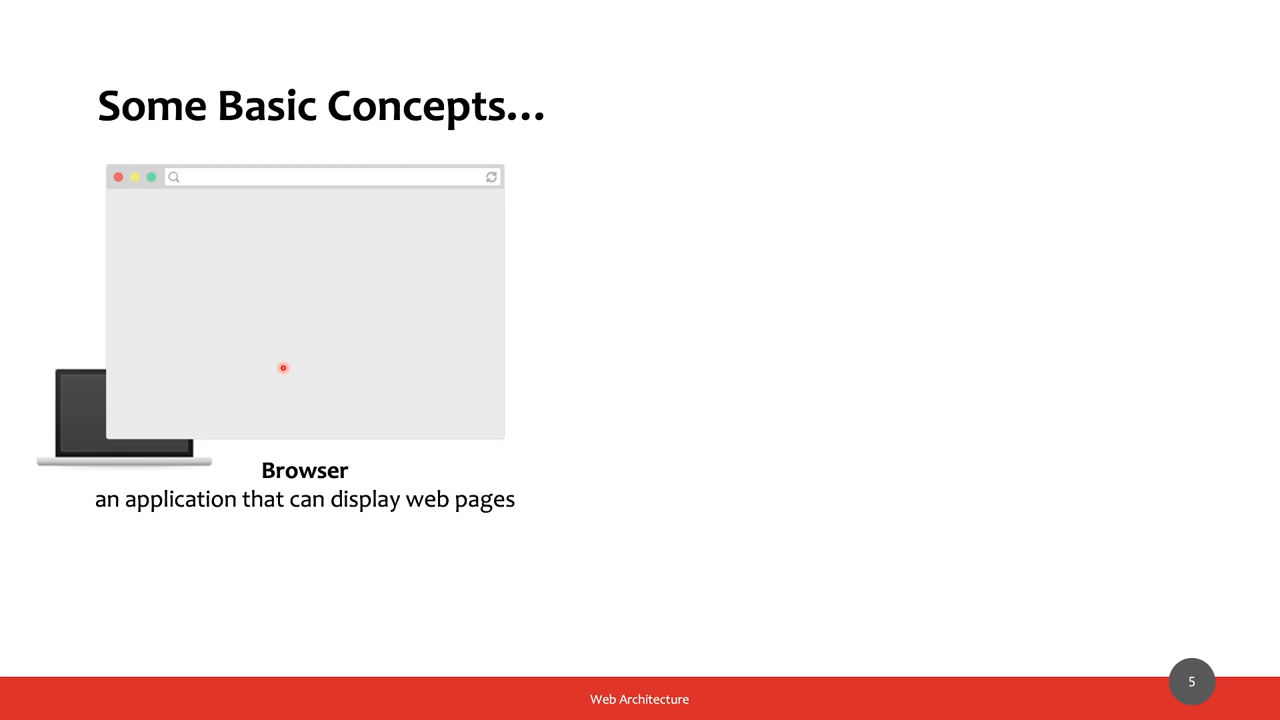 Some Basic Concepts...
Browser
an application that can display web pages
Web Architecture
5